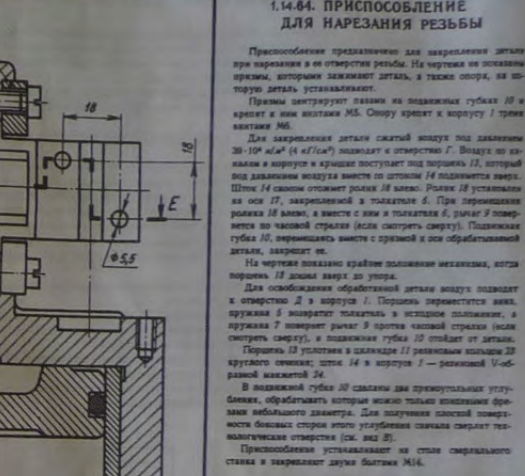 1.14.64. ПРИСПОСОБЛЕНИЕ
ДЛЯ НАРЕЗАНИЯ РЕЗЬБЫ
Приспособление предназначено для закрепления детали
при нарезании в ее отверстии резьбы. На чертеже не показаны
призмы, которыми зажимают деталь, а также опора, на ко-
торую деталь устанавливают.
Призмы центрируют пазами на подвижных губках 10 и
крепят к ним винтами М5. Опору крепят к корпусу 1 тремя
винтами М6.
Для закрепления детали сжатый воздух под давлением
39·10⁴ н/м² (4 кГ/см²) подводят к отверстию Г. Воздух по ка-
налам в корпусе и крышке поступает под поршень 13, который
под давлением воздуха вместе со штоком 14 поднимается вверх.
Шток 14 своим отожмет ролик 18 влево. Ролик 18 установлен
на оси 17, закрепленной в толкателе 6. При перемещении
ролика 18 влево, а вместе с ним и толкателя 6, рычаг 9 повер-
нется по часовой стрелке (если смотреть сверху). Подвижная
губка 10, перемещаясь вместе с призмой к оси обрабатываемой
детали, закрепит ее.
На чертеже показано крайнее положение механизма, когда
поршень 13 дошел вверх до упора.
Для освобождения обработанной детали воздух подводят
к отверстию Д в корпусе 1. Поршень переместится вниз,
пружина 5 возвратит толкатель в исходное положение, а
пружина 7 повернет рычаг 9 против часовой стрелки (если
смотреть сверху), и подвижная губка 10 отойдет от детали.
Поршень 13 уплотнен в цилиндре 11 резиновым кольцом 23
круглого сечения; шток 14 в корпусе 1 — резиновой V-об-
разной манжетой 24.
В подвижной губке 10 сделаны два прямоугольных углу-
бления, обрабатывать которые можно только концевыми фре-
зами небольшого диаметра. Для получения плоской поверх-
ности боковых сторон этого углубления сначала сверлят тех-
нологические отверстия (см. вид В).
Приспособление устанавливают на столе сверлильного
станка и закрепляют двумя болтами М14.
18
18
Е
ϕ5,5